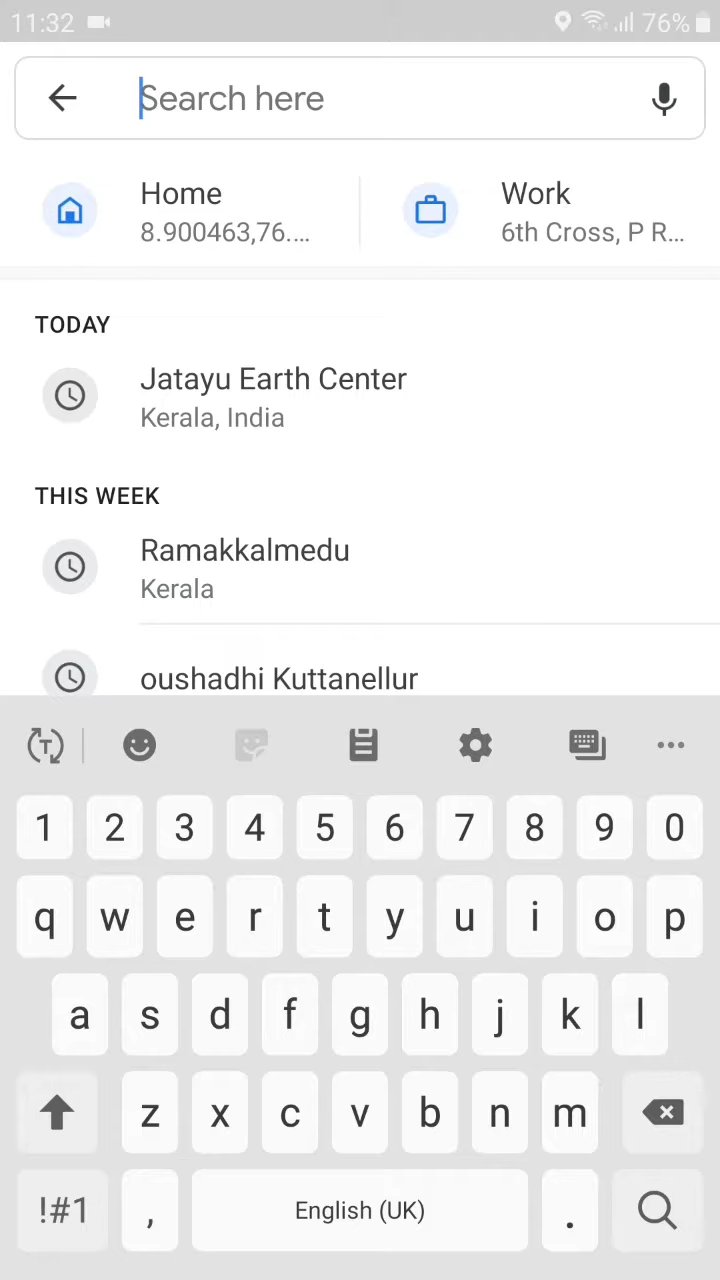 11:32
76%
Search here
Home
8.900463,76....
Work
6th Cross, P R...
TODAY
Jatayu Earth Center
Kerala, India
THIS WEEK
Ramakkalmedu
Kerala
oushadhi Kuttanellur
T
1 2 3 4 5 6 7 8 9 0
q w e r t y u i o p
a s d f g h j k l
z x c v b n m
!#1 , English (UK) .